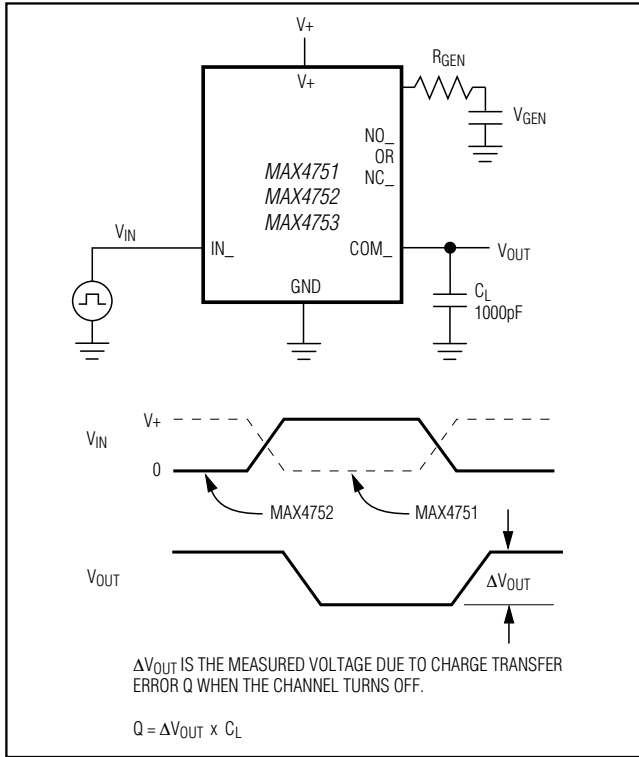 V+
V+
RGEN
VGEN
NO_
OR
NC_
MAX4751
MAX4752
MAX4753
VIN
IN_
COM_
VOUT
GND
CL
1000pF
V+
VIN
0
MAX4752
MAX4751
VOUT
ΔVOUT
ΔVOUT IS THE MEASURED VOLTAGE DUE TO CHARGE TRANSFER
ERROR Q WHEN THE CHANNEL TURNS OFF.
Q = ΔVOUT x CL